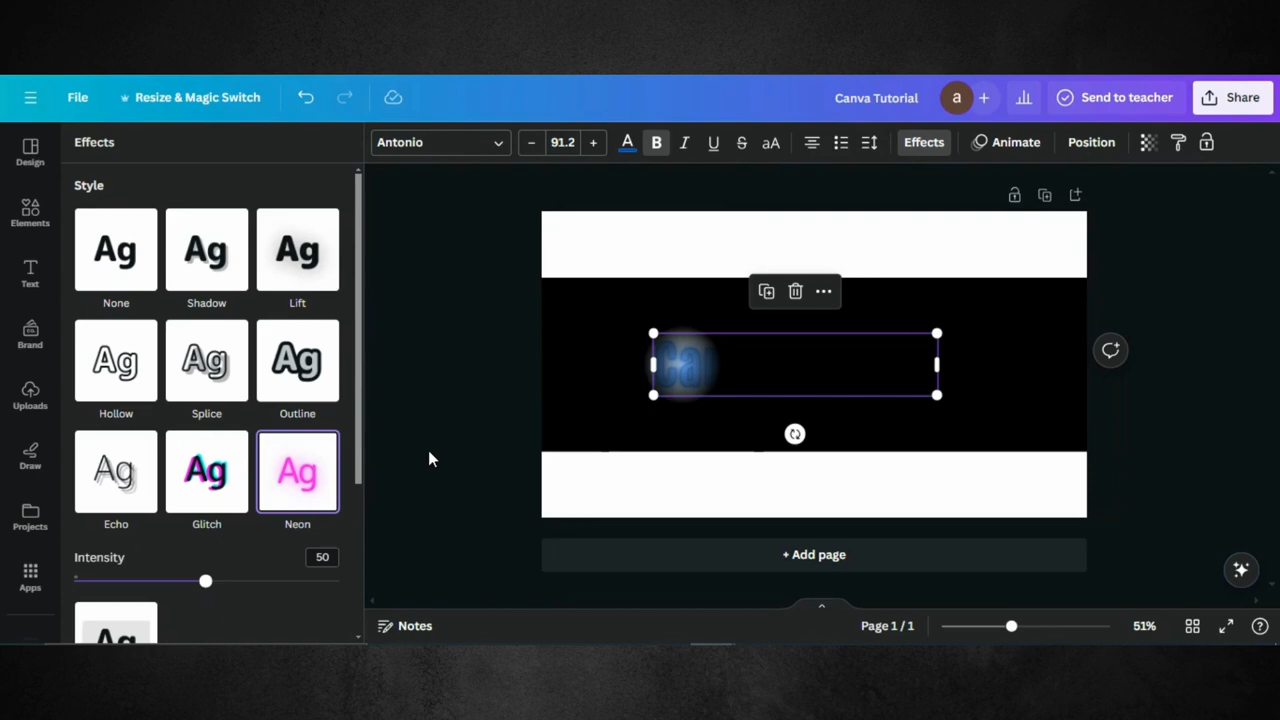 File
Resize & Magic Switch
Canva Tutorial
a
Send to teacher
Share
Effects
Antonio
91.2
A
B
I
U
S
aA
Effects
Animate
Position
Design
Elements
Text
Brand
Uploads
Draw
Projects
Apps
Style
Ag
Ag
Ag
None
Shadow
Lift
Ag
Ag
Ag
Hollow
Splice
Outline
Ag
Ag
Ag
Echo
Glitch
Neon
Intensity
50
Ag
Ca
+ Add page
Notes
Page 1 / 1
51%